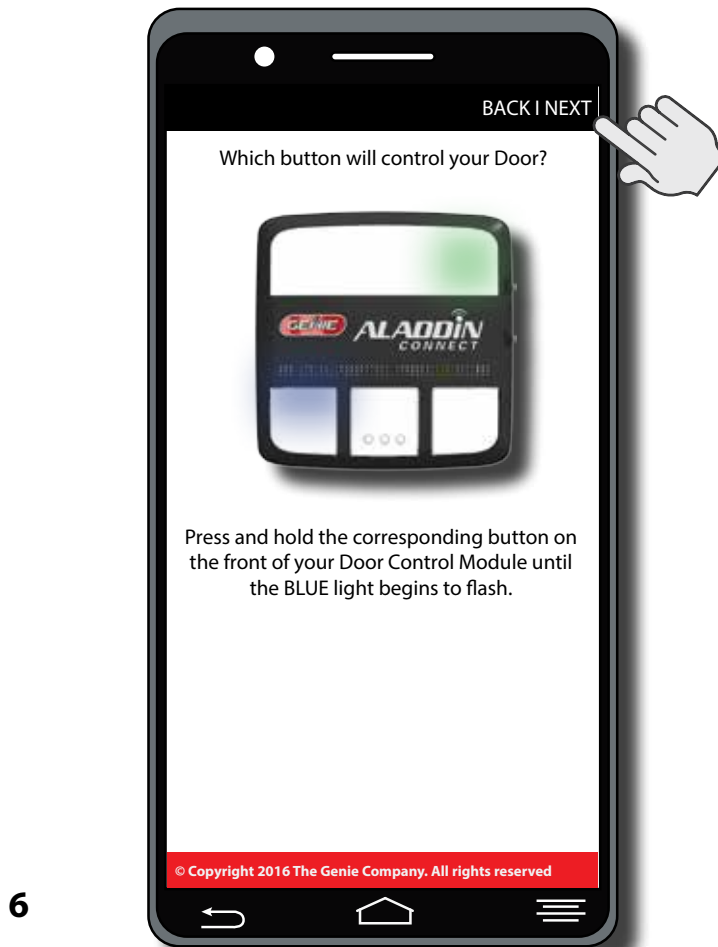 BACK I NEXT
Which button will control your Door?
GENIE
ALADDIN
CONNECT
Press and hold the corresponding button on
the front of your Door Control Module until
the BLUE light begins to flash.
© Copyright 2016 The Genie Company. All rights reserved
6